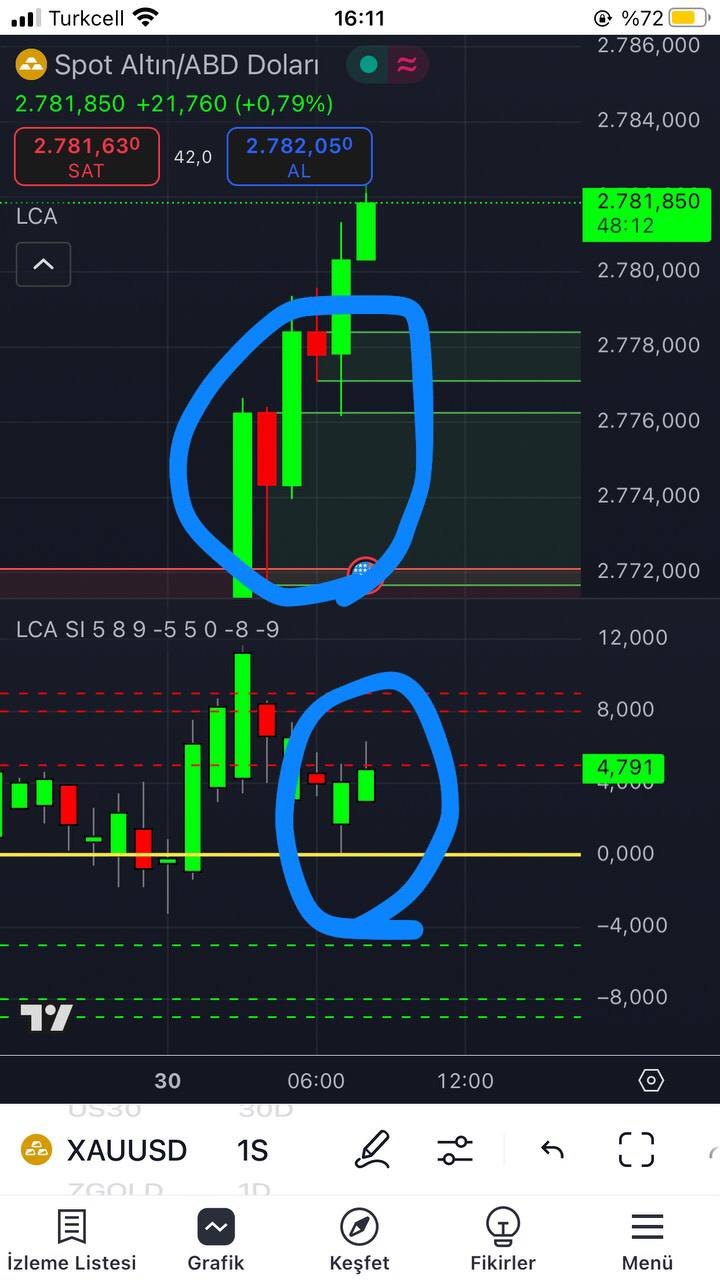 Turkcell 16:11 %72
Spot Altın/ABD Doları
2.781,850 +21,760 (+0,79%)
2.781,630 SAT 42,0 2.782,050 AL
LCA
2.786,000
2.784,000
2.781,850
48:12
2.780,000
2.778,000
2.776,000
2.774,000
2.772,000
LCA SI 5 8 9 -5 5 0 -8 -9
12,000
8,000
4,791
4,000
0,000
−4,000
−8,000
30 06:00 12:00
US30 30D
XAUUSD 1S
ZGOLD 1D
İzleme Listesi Grafik Keşfet Fikirler Menü